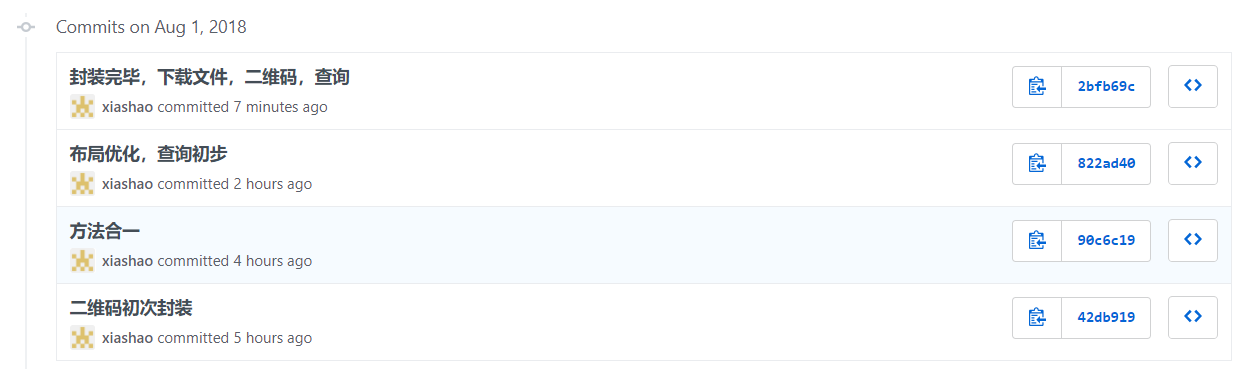 Commits on Aug 1, 2018
封装完毕，下载文件，二维码，查询
xiashao committed 7 minutes ago
2bfb69c
布局优化，查询初步
xiashao committed 2 hours ago
822ad40
方法合一
xiashao committed 4 hours ago
90c6c19
二维码初次封装
xiashao committed 5 hours ago
42db919